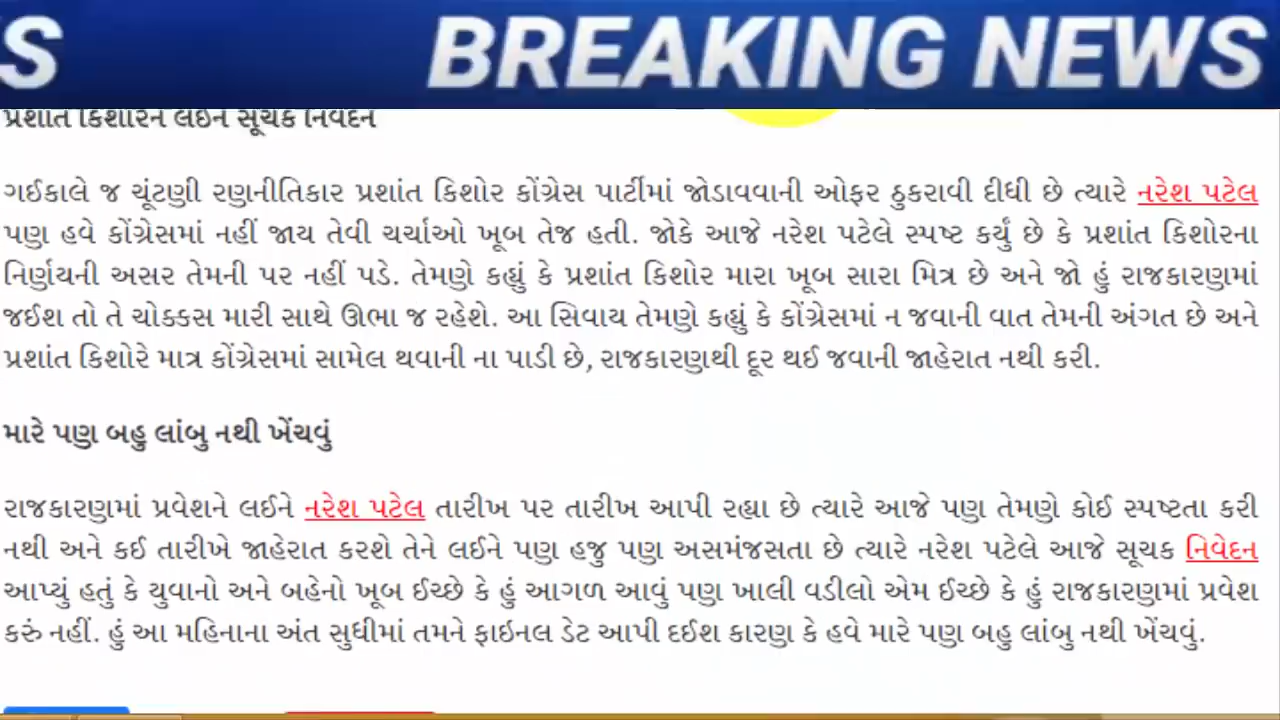 S BREAKING NEWS
પ્રશાંત કિશોરને લઇને સૂચક નિવેદન
ગઈકાલે જ ચૂંટણી રણનીતિકાર પ્રશાંત કિશોર કોંગ્રેસ પાર્ટીમાં જોડાવવાની ઓફર ઠુકરાવી દીધી છે ત્યારે નરેશ પટેલ
પણ હવે કોંગ્રેસમાં નહીં જાય તેવી ચર્ચાઓ ખૂબ તેજ હતી. જોકે આજે નરેશ પટેલે સ્પષ્ટ કર્યું છે કે પ્રશાંત કિશોરના
નિર્ણયની અસર તેમની પર નહીં પડે. તેમણે કહ્યું કે પ્રશાંત કિશોર મારા ખૂબ સારા મિત્ર છે અને જો હું રાજકારણમાં
જઈશ તો તે ચોક્કસ મારી સાથે ઊભા જ રહેશે. આ સિવાય તેમણે કહ્યું કે કોંગ્રેસમાં ન જવાની વાત તેમની અંગત છે અને
પ્રશાંત કિશોરે માત્ર કોંગ્રેસમાં સામેલ થવાની ના પાડી છે, રાજકારણથી દૂર થઈ જવાની જાહેરાત નથી કરી.
મારે પણ બહુ લાંબુ નથી ખેંચવું
રાજકારણમાં પ્રવેશને લઈને નરેશ પટેલ તારીખ પર તારીખ આપી રહ્યા છે ત્યારે આજે પણ તેમણે કોઈ સ્પષ્ટતા કરી
નથી અને કઈ તારીખે જાહેરાત કરશે તેને લઈને પણ હજુ પણ અસમંજસતા છે ત્યારે નરેશ પટેલે આજે સૂચક નિવેદન
આપ્યું હતું કે યુવાનો અને બહેનો ખૂબ ઈચ્છે કે હું આગળ આવું પણ ખાલી વડીલો એમ ઈચ્છે કે હું રાજકારણમાં પ્રવેશ
કરું નહીં. હું આ મહિનાના અંત સુધીમાં તમને ફાઇનલ ડેટ આપી દઈશ કારણ કે હવે મારે પણ બહુ લાંબુ નથી ખેંચવું.